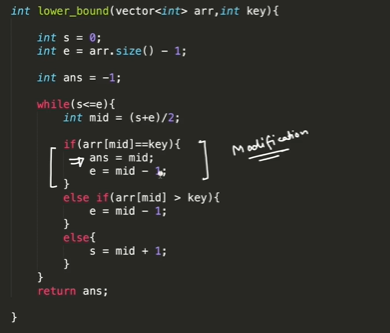 int lower_bound(vector<int> arr,int key){
int s = 0;
int e = arr.size() - 1;
int ans = -1;
while(s<=e){
int mid = (s+e)/2;
if(arr[mid]==key){
ans = mid;
e = mid - 1;
}
Modification
else if(arr[mid] > key){
e = mid - 1;
}
else{
s = mid + 1;
}
}
return ans;
}